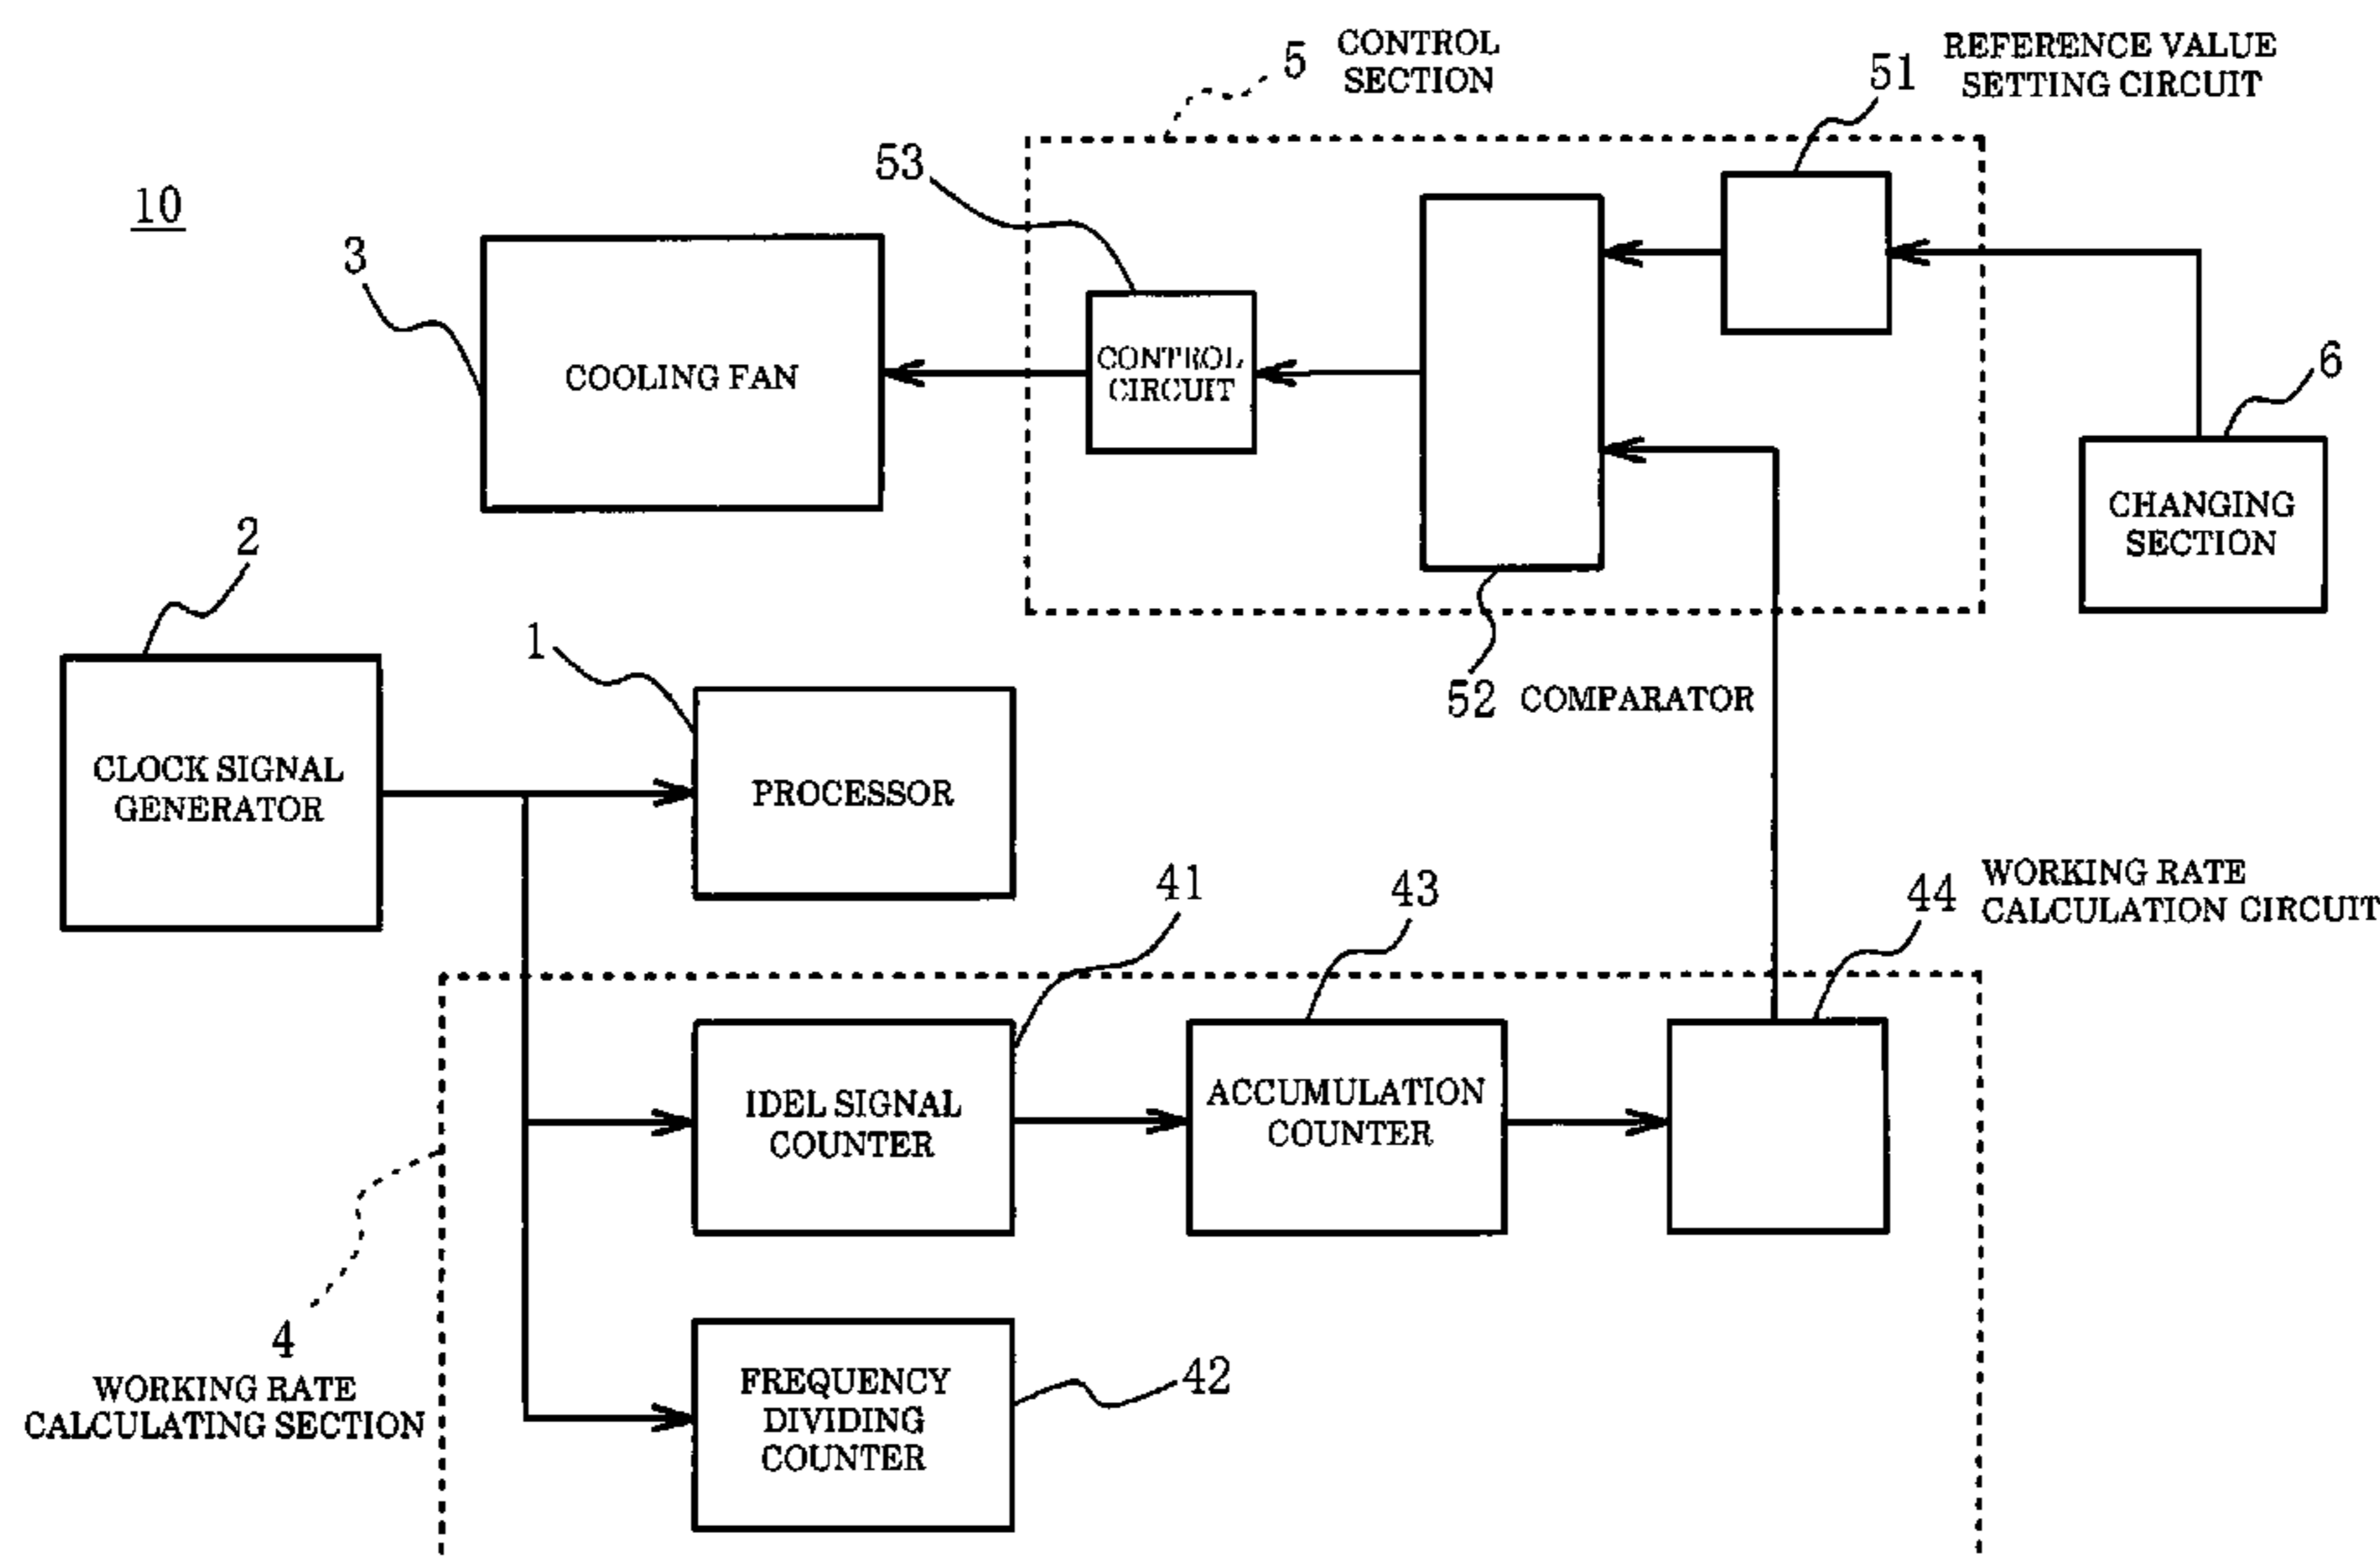 5 CONTROL
SECTION
51 REFERENCE VALUE
SETTING CIRCUIT
53
10
3
COOLING FAN
CONTROL
CIRCUIT
6
CHANGING
SECTION
2
1
52 COMPARATOR
CLOCK SIGNAL
GENERATOR
PROCESSOR
41
43
44 WORKING RATE
CALCULATION CIRCUIT
IDEL SIGNAL
COUNTER
ACCUMULATION
COUNTER
4
WORKING RATE
CALCULATING SECTION
FREQUENCY
DIVIDING
COUNTER
42